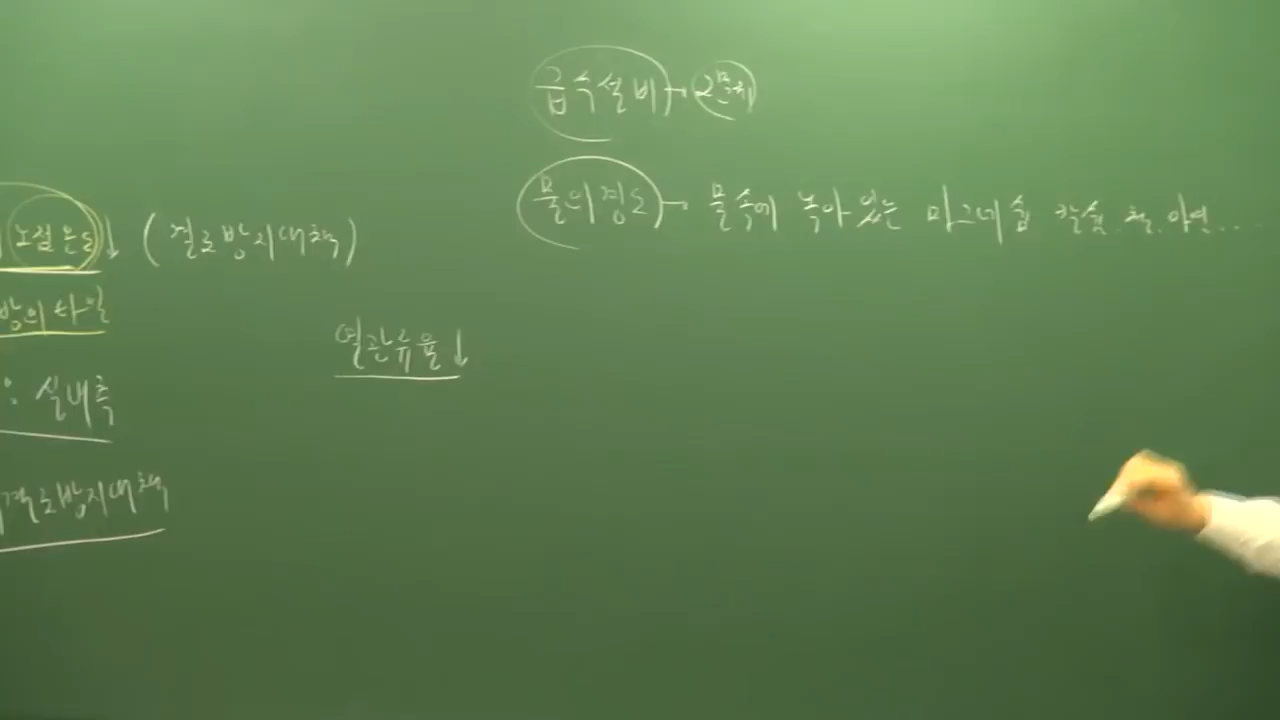 급수설비 → 2문제
물의경도 → 물속에 녹아있는 마그네슘 칼슘. 철. 아연....
노점온도↓ (결로방지대책)
방의 타일
열관류율↓
: 실내측
결로방지대책